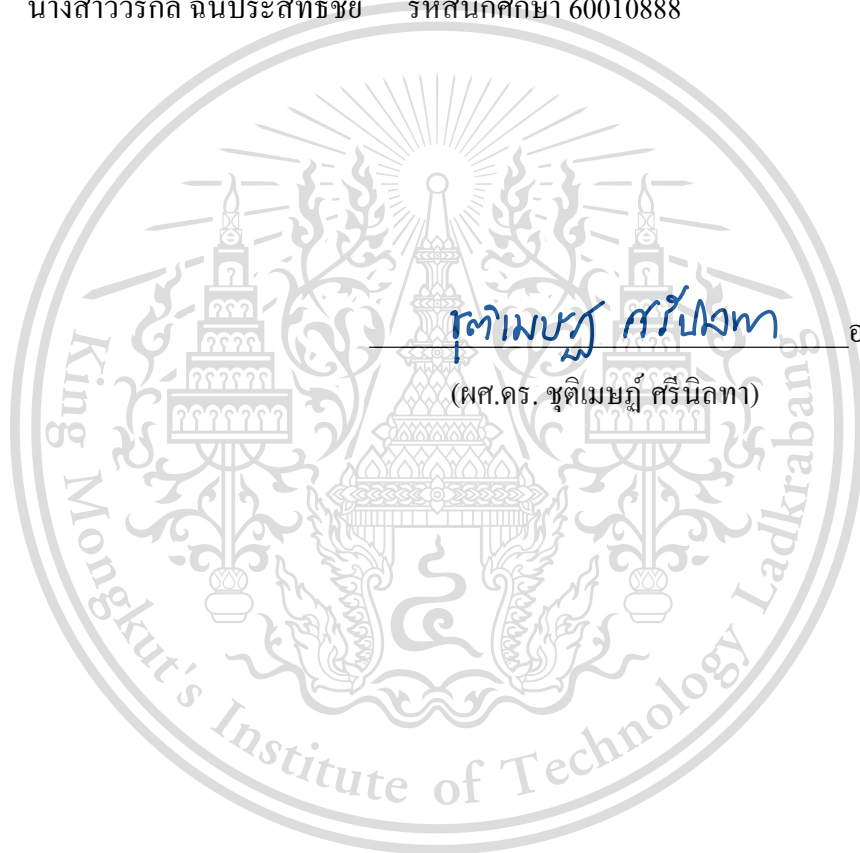 นางสาววรกล ฉันประสิทธิ์ชัย รหัสนักศึกษา 60010888
ชุติเมษฏ์ ศรีนิลทา
(ผศ.ดร. ชุติเมษฏ์ ศรีนิลทา)
King Mongkut's Institute of Technology Ladkrabang